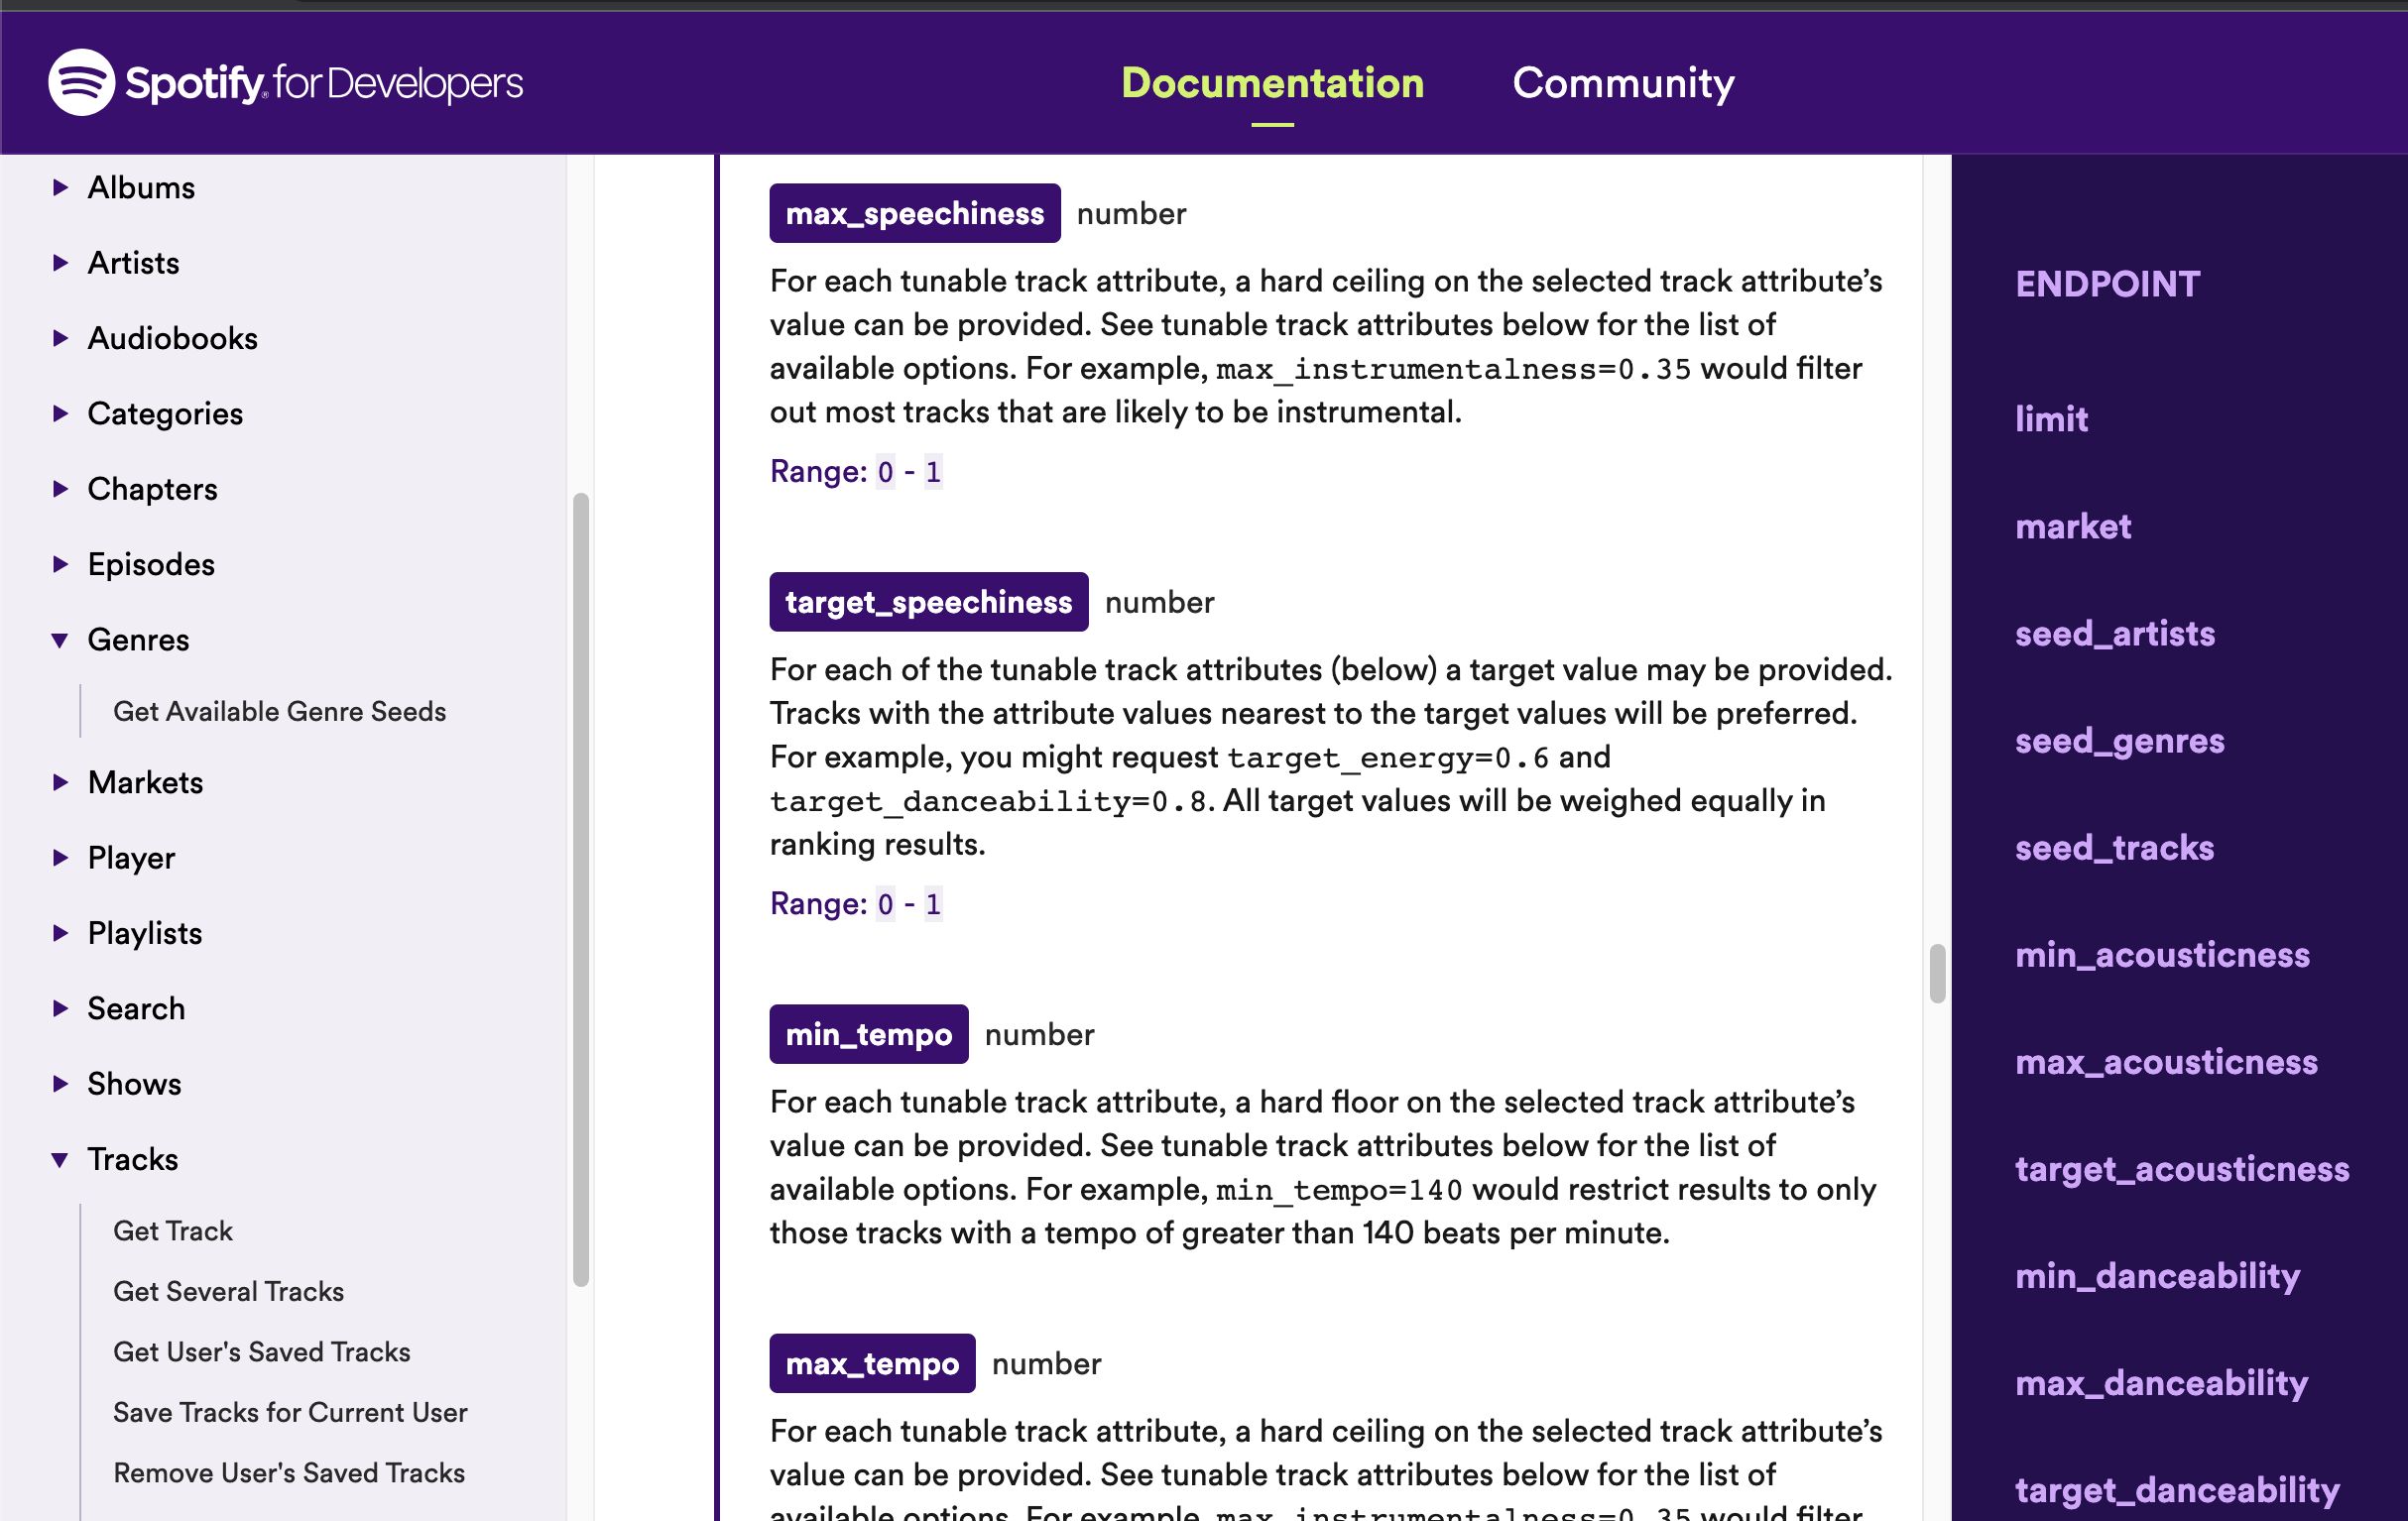 Spotify® for Developers
Documentation
Community
Albums
Artists
Audiobooks
Categories
Chapters
Episodes
Genres
Get Available Genre Seeds
Markets
Player
Playlists
Search
Shows
Tracks
Get Track
Get Several Tracks
Get User's Saved Tracks
Save Tracks for Current User
Remove User's Saved Tracks
max_speechiness number
For each tunable track attribute, a hard ceiling on the selected track attribute’s
value can be provided. See tunable track attributes below for the list of
available options. For example, max_instrumentalness=0.35 would filter
out most tracks that are likely to be instrumental.
Range: 0 - 1
target_speechiness number
For each of the tunable track attributes (below) a target value may be provided.
Tracks with the attribute values nearest to the target values will be preferred.
For example, you might request target_energy=0.6 and
target_danceability=0.8. All target values will be weighed equally in
ranking results.
Range: 0 - 1
min_tempo number
For each tunable track attribute, a hard floor on the selected track attribute’s
value can be provided. See tunable track attributes below for the list of
available options. For example, min_tempo=140 would restrict results to only
those tracks with a tempo of greater than 140 beats per minute.
max_tempo number
For each tunable track attribute, a hard ceiling on the selected track attribute’s
value can be provided. See tunable track attributes below for the list of
available options. For example, max_instrumentalness=0.35 would filter
ENDPOINT
limit
market
seed_artists
seed_genres
seed_tracks
min_acousticness
max_acousticness
target_acousticness
min_danceability
max_danceability
target_danceability